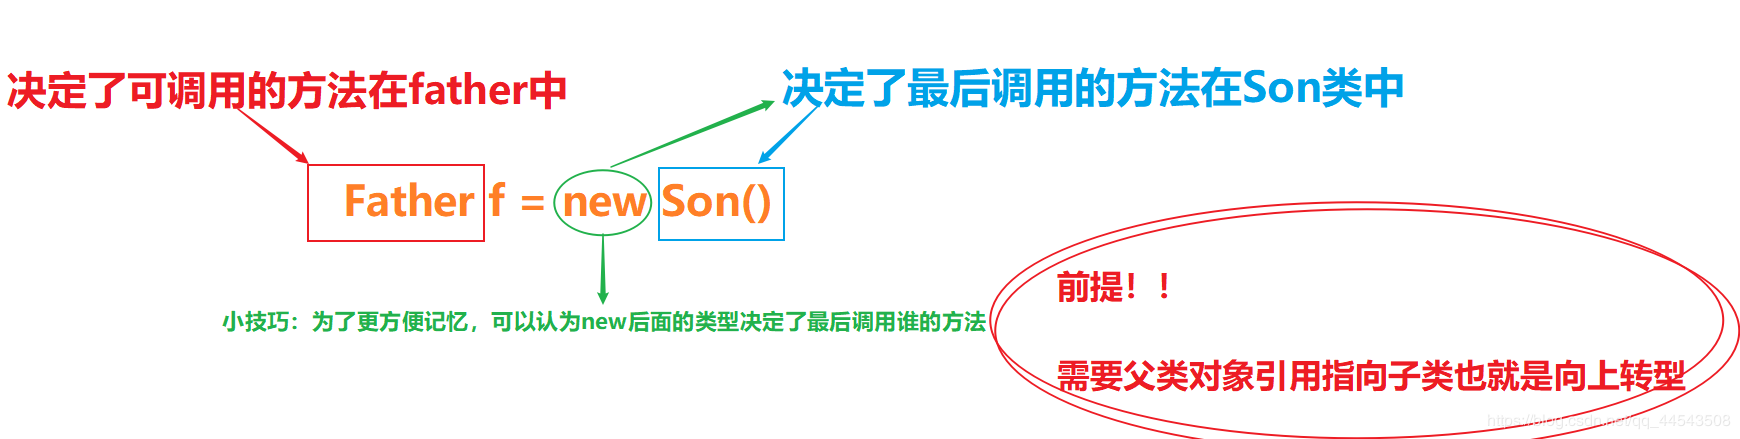 决定了可调用的方法在father中
决定了最后调用的方法在Son类中
Father f = new Son()
小技巧：为了更方便记忆，可以认为new后面的类型决定了最后调用谁的方法
前提！！
需要父类对象引用指向子类也就是向上转型
https://blog.csdn.net/qq_44543508